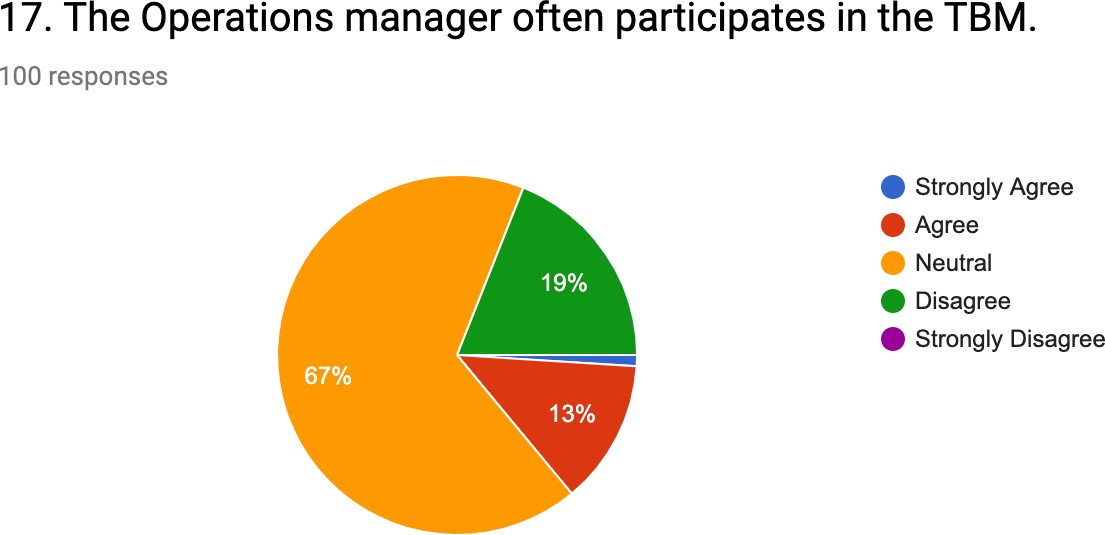 17. The Operations manager often participates in the TBM.
100 responses
Strongly Agree
Agree
Neutral
Disagree
Strongly Disagree
19%
67%
13%